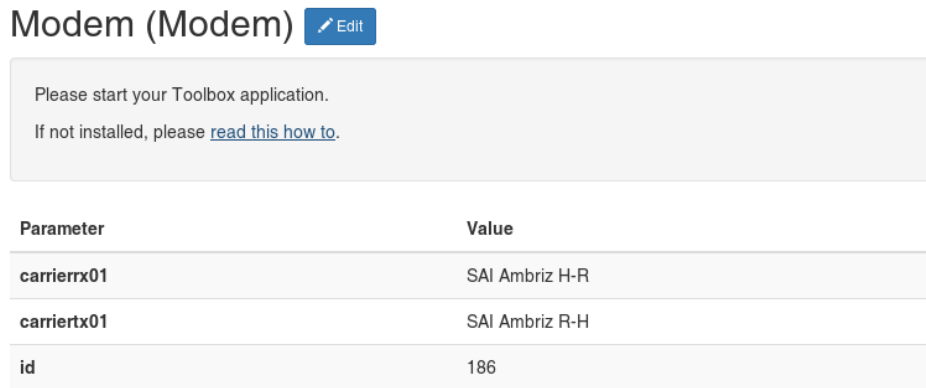 Modem (Modem) Edit
Please start your Toolbox application.
If not installed, please read this how to.
Parameter Value
carrierrx01 SAI Ambriz H-R
carriertx01 SAI Ambriz R-H
id 186